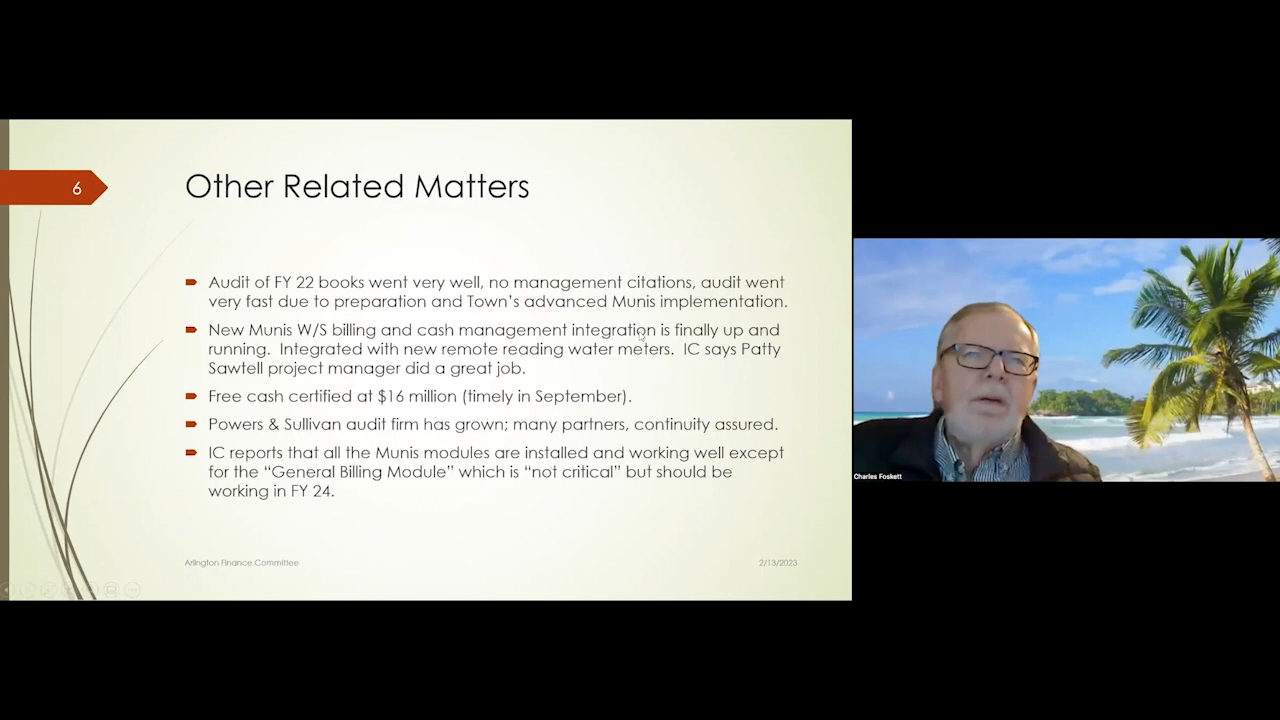 6
Other Related Matters
Audit of FY 22 books went very well, no management citations, audit went
very fast due to preparation and Town’s advanced Munis implementation.
New Munis W/S billing and cash management integration is finally up and
running.  Integrated with new remote reading water meters.  IC says Patty
Sawtell project manager did a great job.
Free cash certified at $16 million (timely in September).
Powers & Sullivan audit firm has grown; many partners, continuity assured.
IC reports that all the Munis modules are installed and working well except
for the “General Billing Module” which is “not critical” but should be
working in FY 24.
Arlington Finance Committee
2/13/2023
Charles Foskett